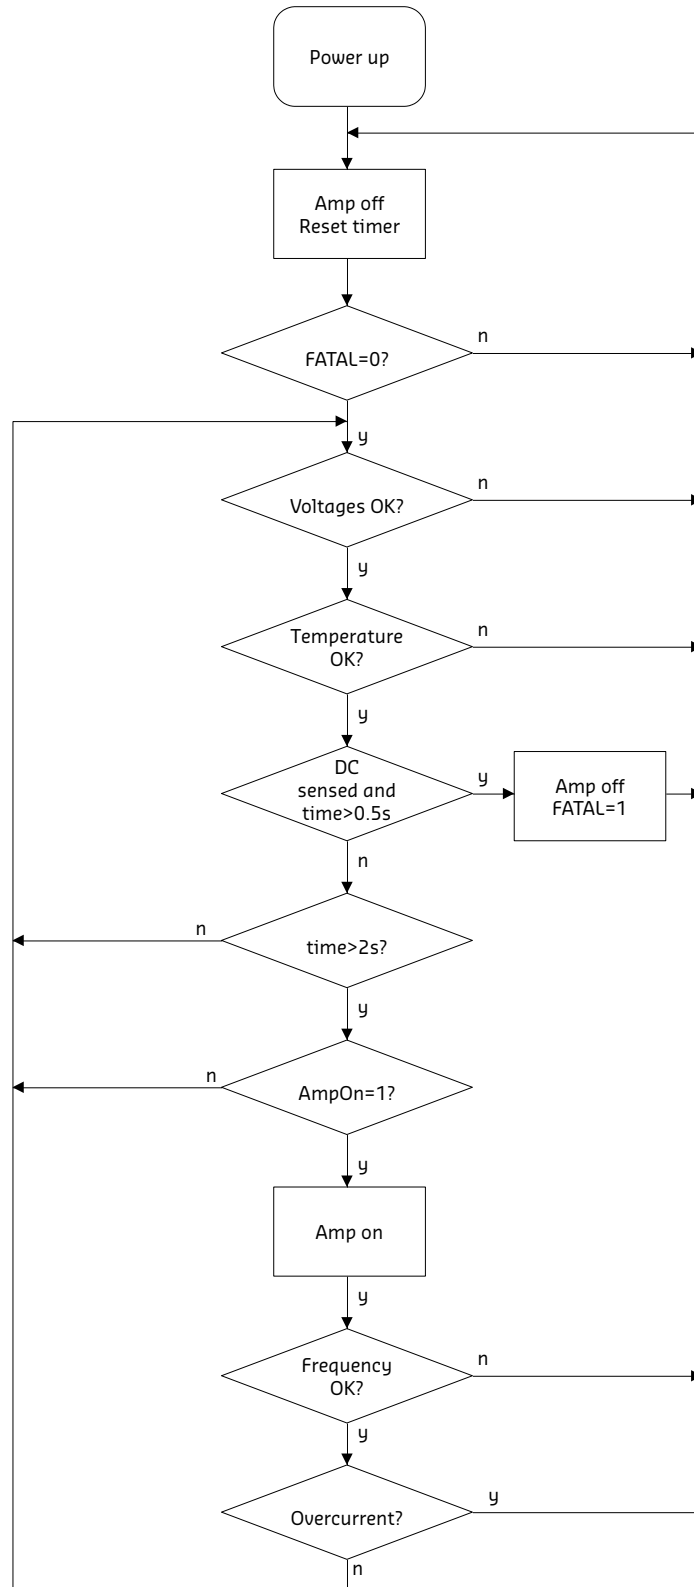 Power up
Amp off
Reset timer
n
FATAL=0?
y
n
Voltages OK?
y
n
Temperature
OK?
y
DC
sensed and
time>0.5s
y
Amp off
FATAL=1
n
n
time>2s?
y
n
AmpOn=1?
y
Amp on
y
n
Frequency
OK?
y
y
Overcurrent?
n